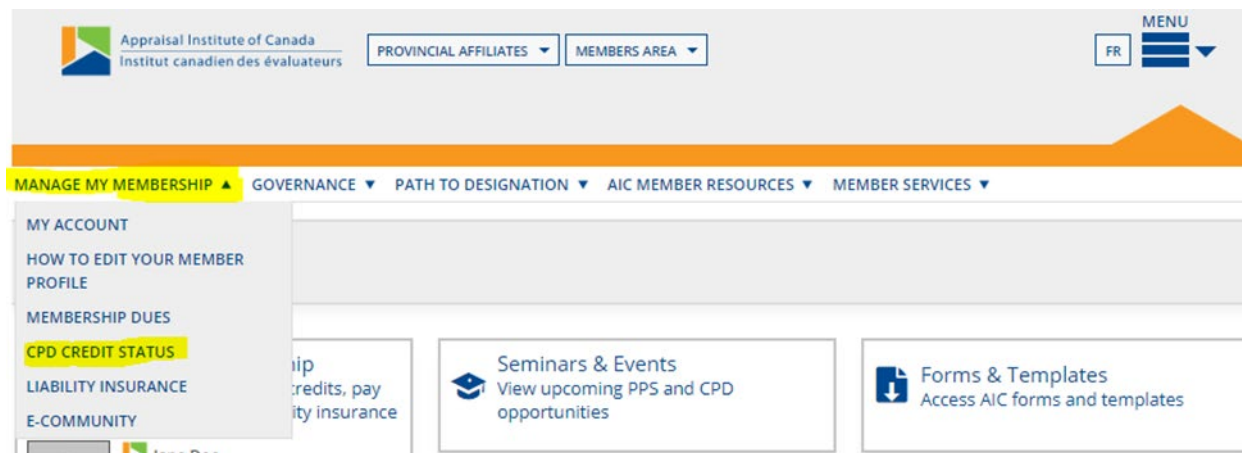 MENU
Appraisal Institute of Canada
Institut canadien des évaluateurs
PROVINCIAL AFFILIATES
MEMBERS AREA
FR
MANAGE MY MEMBERSHIP
GOVERNANCE
PATH TO DESIGNATION
AIC MEMBER RESOURCES
MEMBER SERVICES
MY ACCOUNT
HOW TO EDIT YOUR MEMBER
PROFILE
MEMBERSHIP DUES
CPD CREDIT STATUS
LIABILITY INSURANCE
E-COMMUNITY
credits, pay
insurance
Seminars & Events
View upcoming PPS and CPD
opportunities
Forms & Templates
Access AIC forms and templates